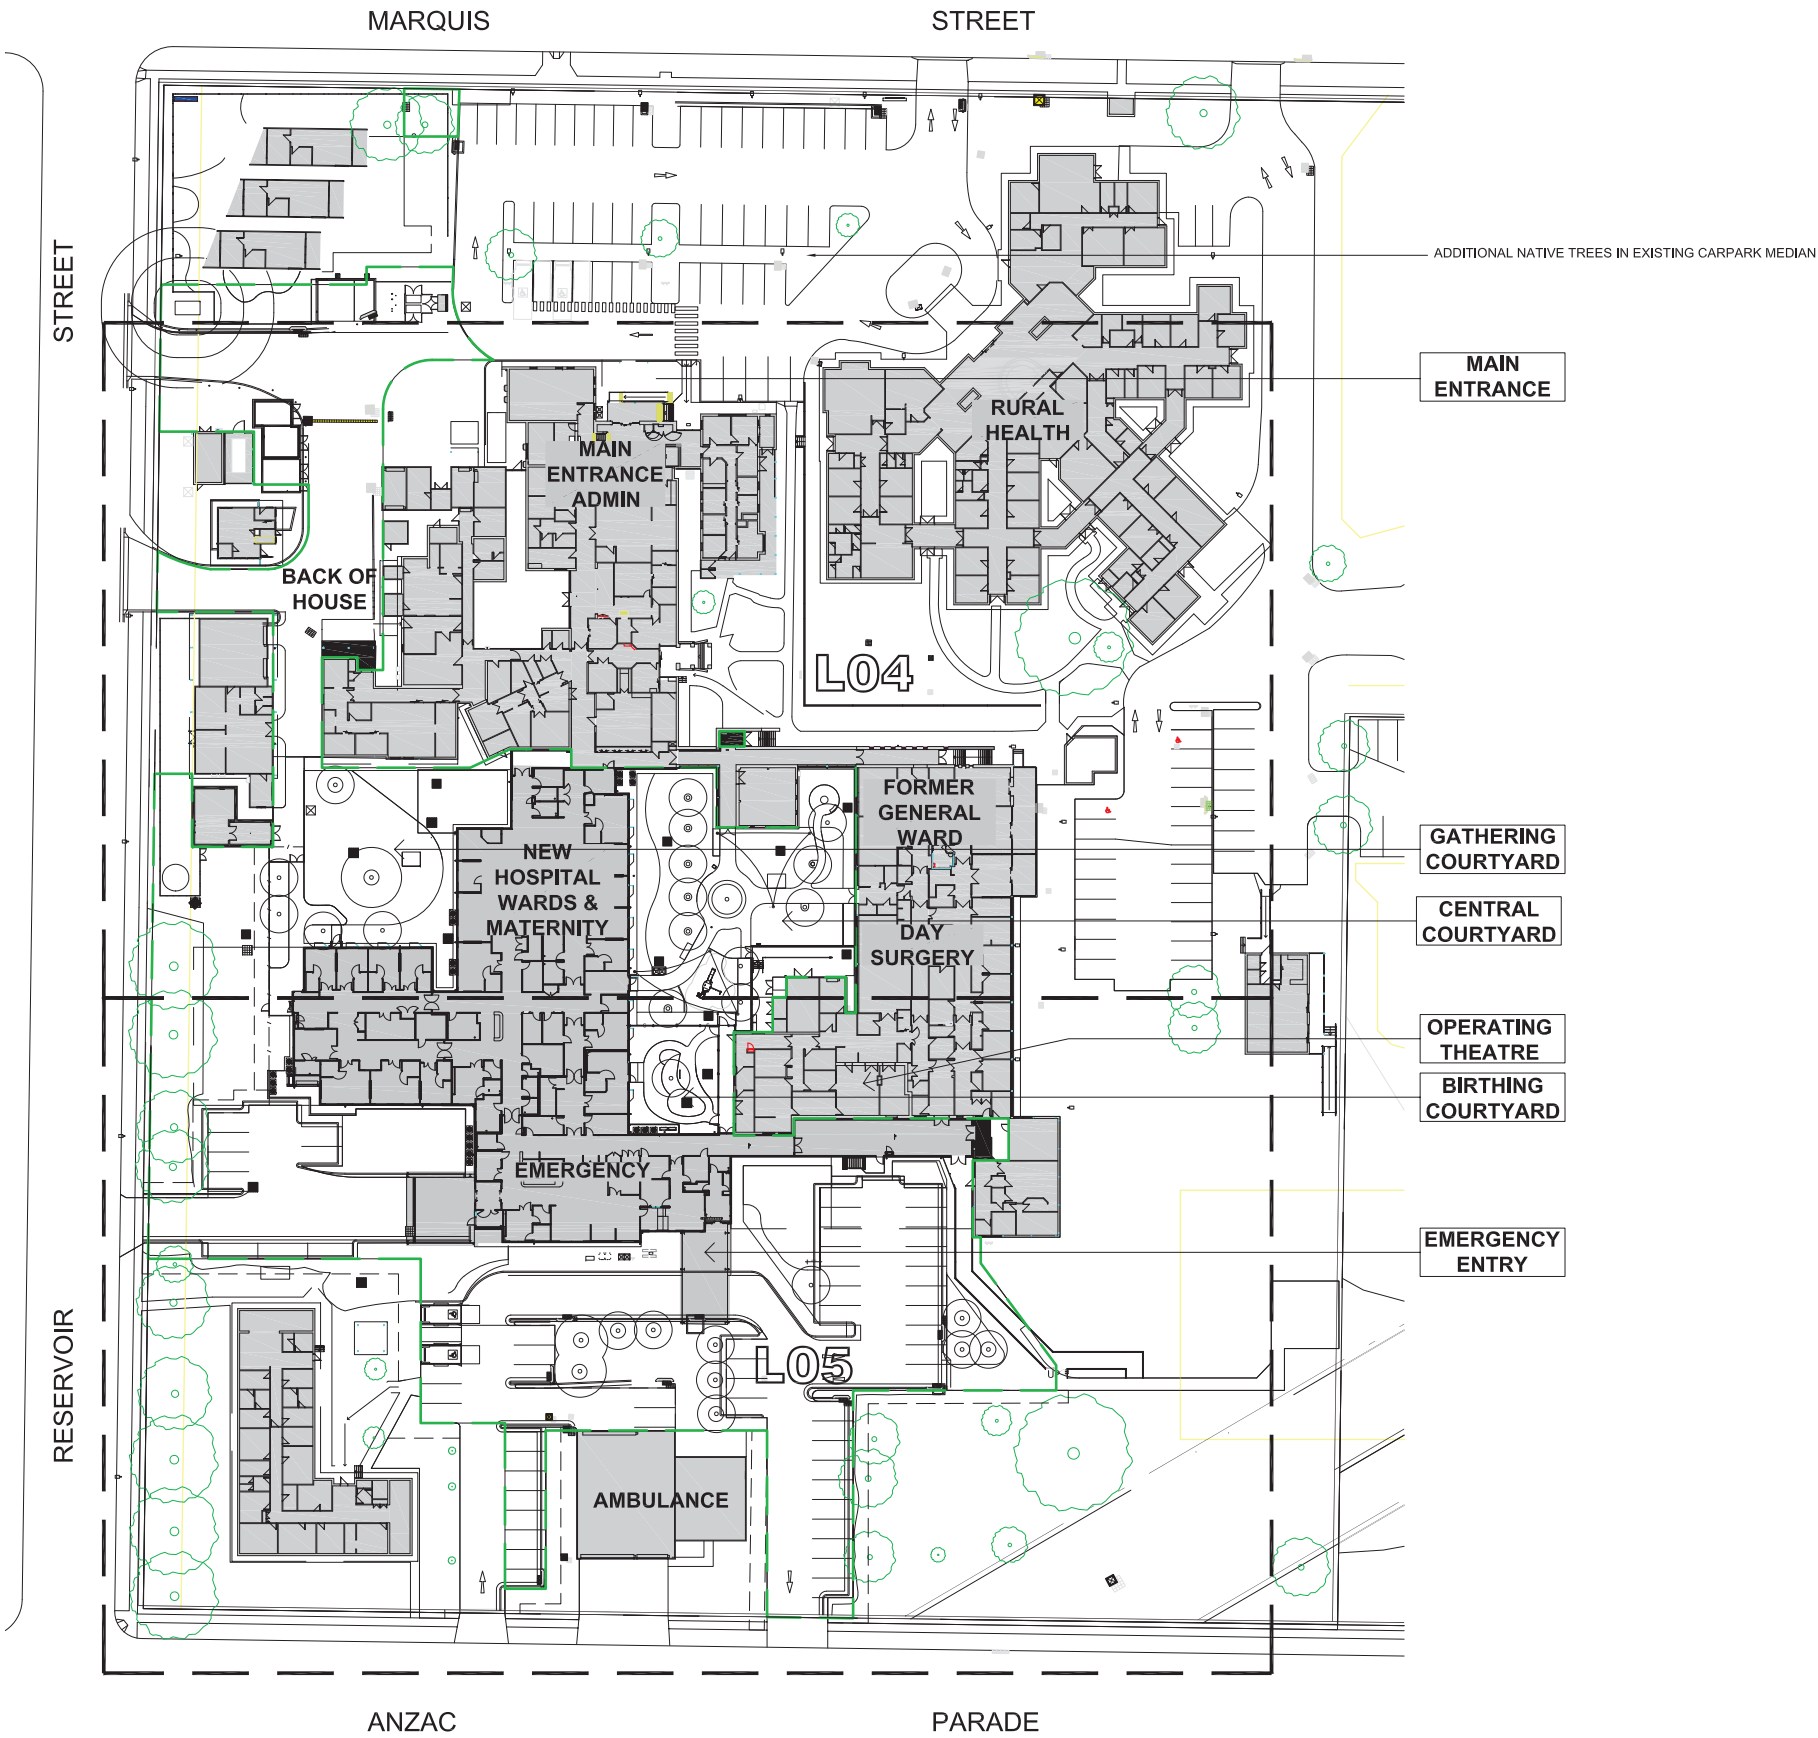 MARQUIS STREET
STREET
ADDITIONAL NATIVE TREES IN EXISTING CARPARK MEDIAN
MAIN
ENTRANCE
RURAL
HEALTH
MAIN
ENTRANCE
ADMIN
BACK OF
HOUSE
L04
FORMER
GENERAL
WARD
GATHERING
COURTYARD
NEW
HOSPITAL
WARDS &
MATERNITY
CENTRAL
COURTYARD
DAY
SURGERY
OPERATING
THEATRE
BIRTHING
COURTYARD
EMERGENCY
EMERGENCY
ENTRY
RESERVOIR
L05
AMBULANCE
ANZAC PARADE